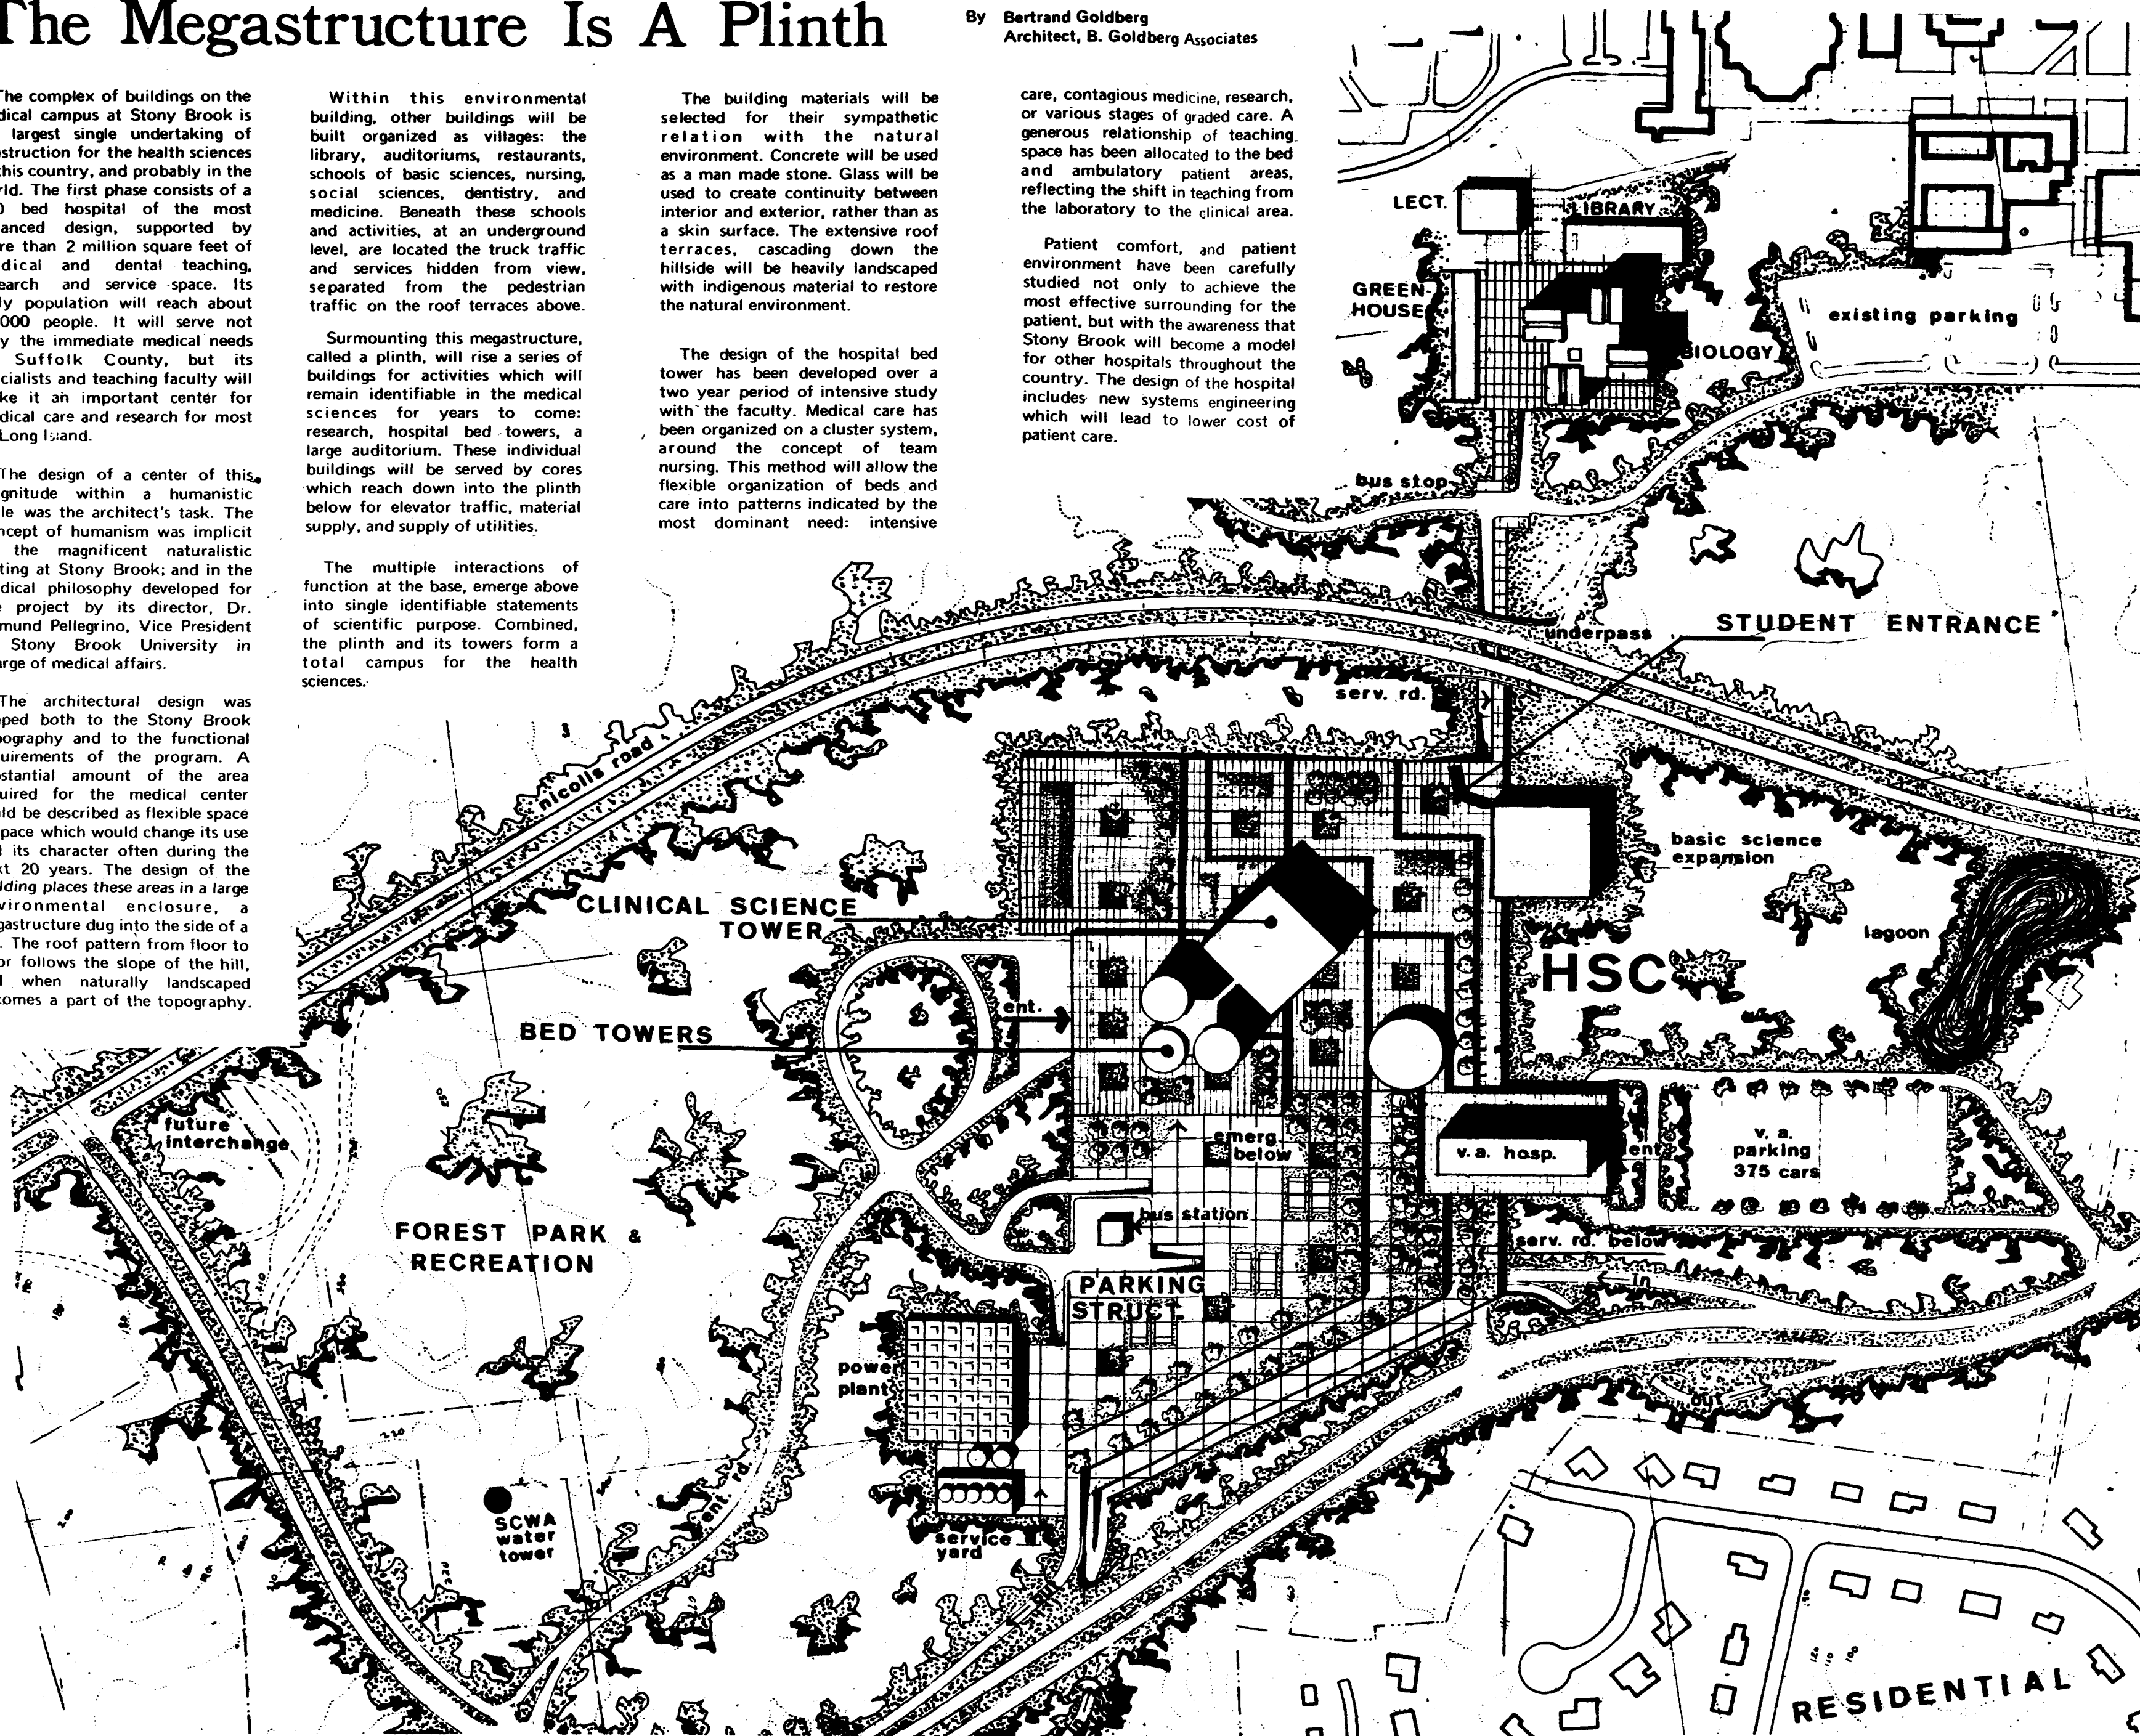 The Megastructure Is A Plinth
By Bertrand Goldberg
Architect, B. Goldberg Associates
The complex of buildings on the
dical campus at Stony Brook is
largest single undertaking of
struction for the health sciences
this country, and probably in the
rld. The first phase consists of a
0 bed hospital of the most
anced design, supported by
re than 2 million square feet of
dical and dental teaching,
earch and service space. Its
ly population will reach about
000 people. It will serve not
y the immediate medical needs
Suffolk County, but its
cialists and teaching faculty will
ke it an important center for
dical care and research for most
Long Island.
The design of a center of this
gnitude within a humanistic
le was the architect's task. The
ncept of humanism was implicit
the magnificent naturalistic
ting at Stony Brook; and in the
dical philosophy developed for
e project by its director, Dr.
mund Pellegrino, Vice President
Stony Brook University in
arge of medical affairs.
The architectural design was
ped both to the Stony Brook
ography and to the functional
uirements of the program. A
stantial amount of the area
uired for the medical center
ld be described as flexible space
pace which would change its use
d its character often during the
xt 20 years. The design of the
lding places these areas in a large
vironmental enclosure, a
gastructure dug into the side of a
. The roof pattern from floor to
or follows the slope of the hill,
d when naturally landscaped
comes a part of the topography.
Within this environmental
building, other buildings will be
built organized as villages: the
library, auditoriums, restaurants,
schools of basic sciences, nursing,
social sciences, dentistry, and
medicine. Beneath these schools
and activities, at an underground
level, are located the truck traffic
and services hidden from view,
separated from the pedestrian
traffic on the roof terraces above.
Surmounting this megastructure,
called a plinth, will rise a series of
buildings for activities which will
remain identifiable in the medical
sciences for years to come:
research, hospital bed towers, a
large auditorium. These individual
buildings will be served by cores
which reach down into the plinth
below for elevator traffic, material
supply, and supply of utilities.
The multiple interactions of
function at the base, emerge above
into single identifiable statements
of scientific purpose. Combined,
the plinth and its towers form a
total campus for the health
sciences.
The building materials will be
selected for their sympathetic
relation with the natural
environment. Concrete will be used
as a man made stone. Glass will be
used to create continuity between
interior and exterior, rather than as
a skin surface. The extensive roof
terraces, cascading down the
hillside will be heavily landscaped
with indigenous material to restore
the natural environment.
The design of the hospital bed
tower has been developed over a
two year period of intensive study
with the faculty. Medical care has
been organized on a cluster system,
around the concept of team
nursing. This method will allow the
flexible organization of beds and
care into patterns indicated by the
most dominant need: intensive
care, contagious medicine, research,
or various stages of graded care. A
generous relationship of teaching
space has been allocated to the bed
and ambulatory patient areas,
reflecting the shift in teaching from
the laboratory to the clinical area.
Patient comfort, and patient
environment have been carefully
studied not only to achieve the
most effective surrounding for the
patient, but with the awareness that
Stony Brook will become a model
for other hospitals throughout the
country. The design of the hospital
includes new systems engineering
which will lead to lower cost of
patient care.
LECT.
LIBRARY
GREEN-
HOUSE
BIOLOGY
existing parking
bus stop
underpass
STUDENT ENTRANCE
serv. rd.
nicolls road
basic science
expansion
CLINICAL SCIENCE
TOWER
lagoon
HSC
ent.
BED TOWERS
future
interchange
emerg
below
v. a. hosp.
ent
v. a.
parking
375 cars
bus station
FOREST PARK &
RECREATION
serv. rd. below
in
PARKING
STRUCT.
power
plant
out
220
ent. rd.
SCWA
water
tower
service
yard
RESIDENTIAL